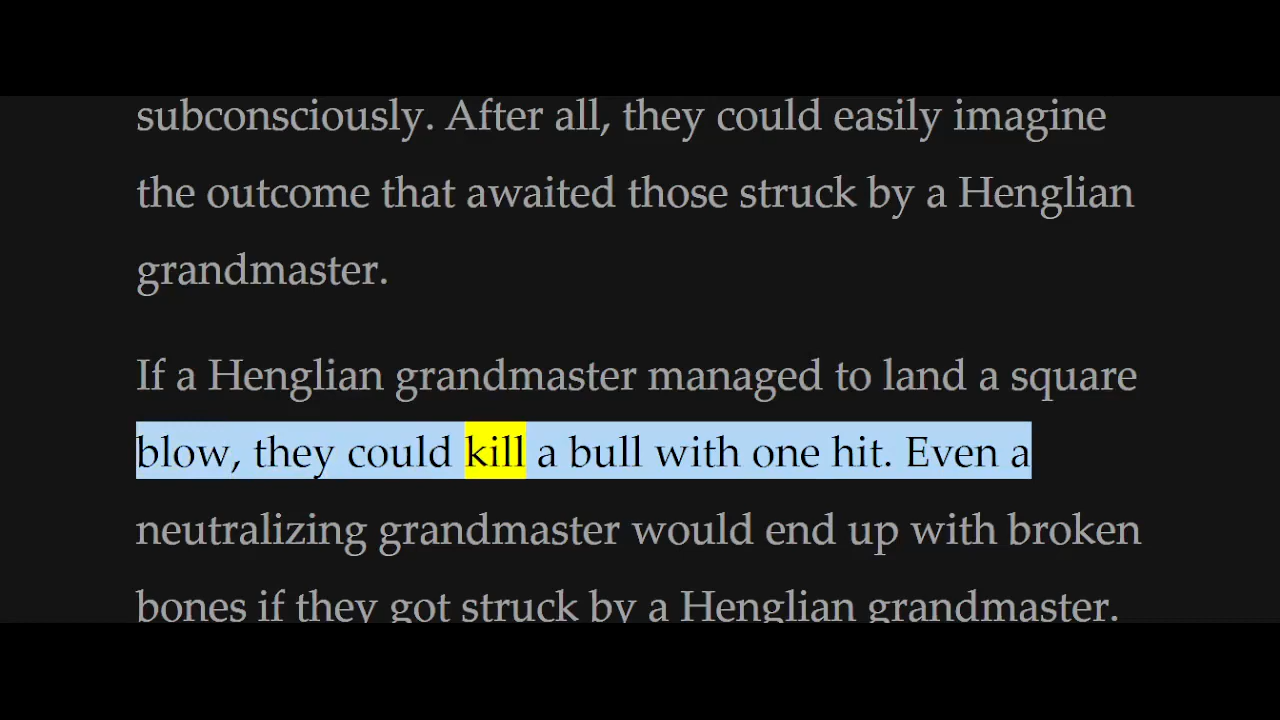 subconsciously. After all, they could easily imagine
the outcome that awaited those struck by a Henglian
grandmaster.
If a Henglian grandmaster managed to land a square
blow, they could kill a bull with one hit. Even a
neutralizing grandmaster would end up with broken
bones if they got struck by a Henglian grandmaster.